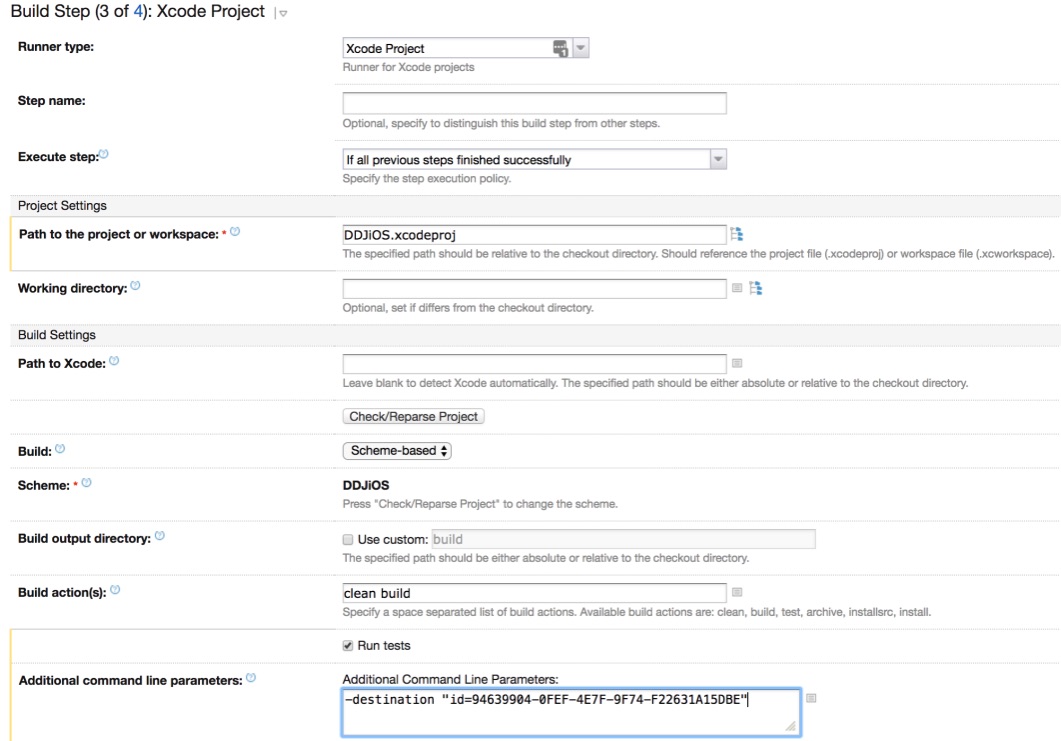 Build Step (3 of 4): Xcode Project
Runner type:
Xcode Project
Runner for Xcode projects
Step name:
Optional, specify to distinguish this build step from other steps.
Execute step:
If all previous steps finished successfully
Specify the step execution policy.
Project Settings
Path to the project or workspace: *
DDJiOS.xcodeproj
The specified path should be relative to the checkout directory. Should reference the project file (.xcodeproj) or workspace file (.xcworkspace).
Working directory:
Optional, set if differs from the checkout directory.
Build Settings
Path to Xcode:
Leave blank to detect Xcode automatically. The specified path should be either absolute or relative to the checkout directory.
Check/Reparse Project
Build:
Scheme-based
Scheme: *
DDJiOS
Press "Check/Reparse Project" to change the scheme.
Build output directory:
Use custom: build
The specified path should be either absolute or relative to the checkout directory.
Build action(s):
clean build
Specify a space separated list of build actions. Available build actions are: clean, build, test, archive, installsrc, install.
Run tests
Additional command line parameters:
Additional Command Line Parameters:
-destination "id=94639904-0FEF-4E7F-9F74-F22631A15DBE"